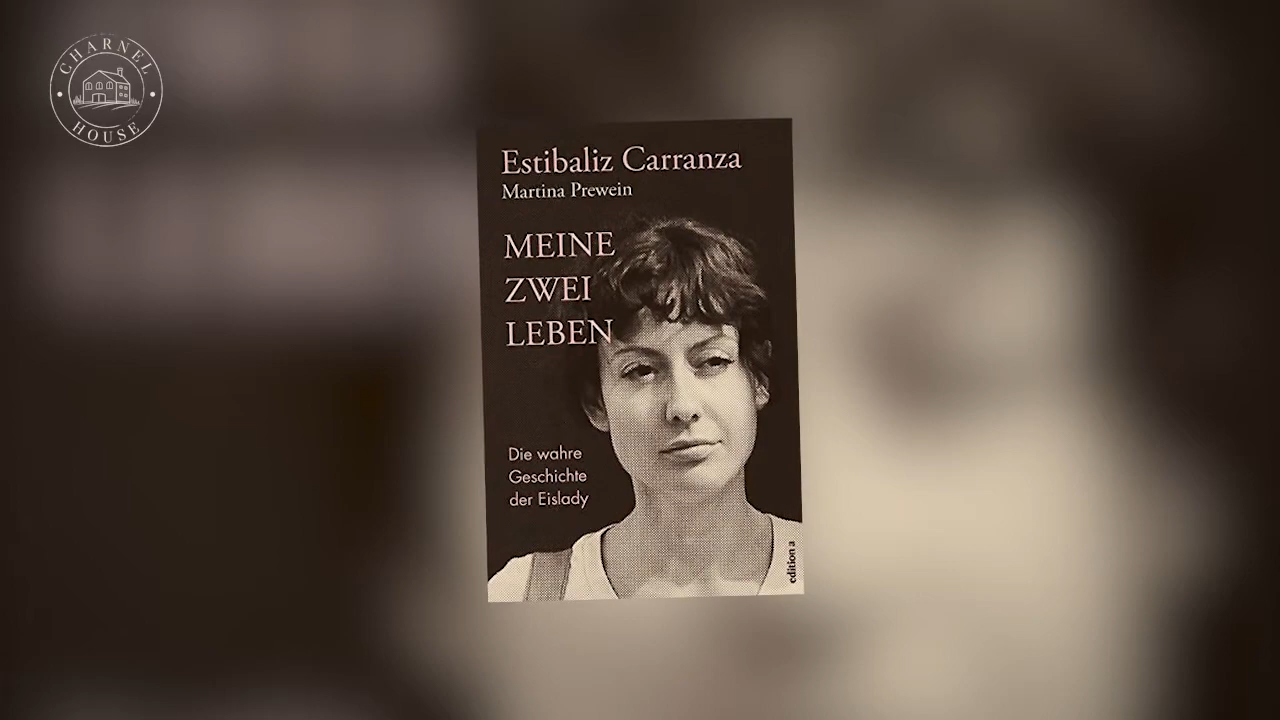 CHARNEL
HOUSE
Estibaliz Carranza
Martina Prewein
MEINE
ZWEI
LEBEN
Die wahre
Geschichte
der Eislady
edition a